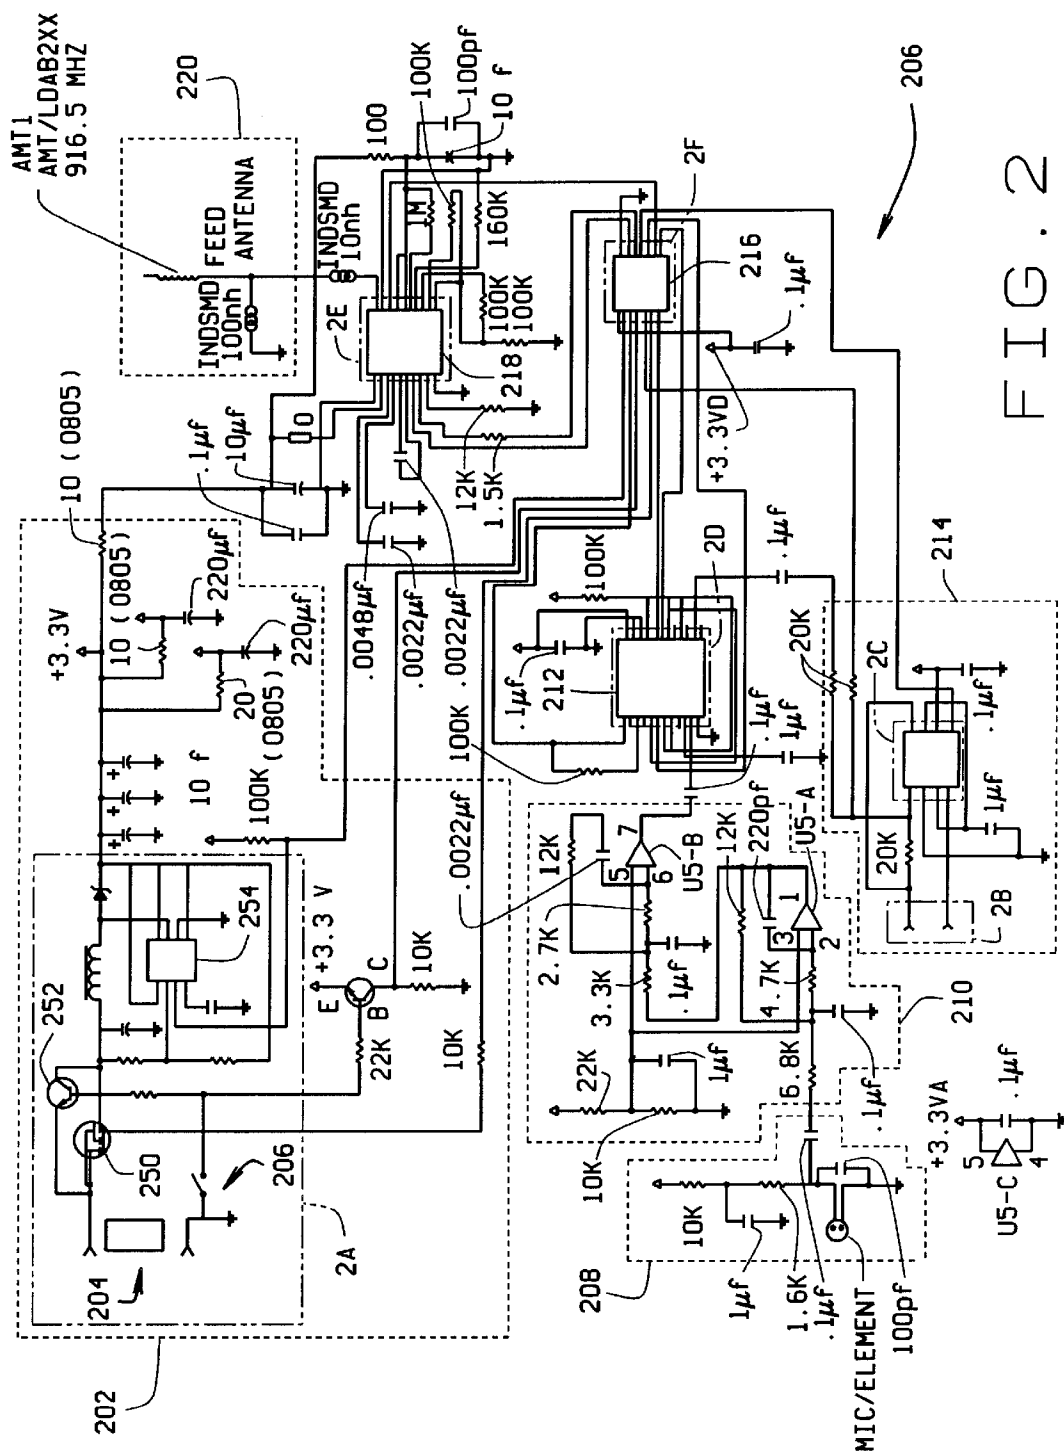 AMT1
AMT/LDAB2XX
916.5 MHZ
220
FEED
ANTENNA
INDSMD
100nh
INDSMD
10nh
10 (0805)
.1µf
10µf
0
2E
218
100
100pf
100K
10 f
1M
160K
100K
100K
12K
1.5K
+3.3V
10 (0805)
220µf
20
(0805)
220µf
.0048µf
.0022µf
.0022µf
10 f
100K
254
252
250
206
204
202
2A
+3.3 V
E
B
C
22K
10K
10K
2F
216
.1µf
+3.3VD
206
100K
.1µf
212
2D
100K
.1µf
.1µf
.1µf
20K
214
2C
20K
.1µf
.1µf
2B
.0022µf
12K
5
7
6
U5-B
2.7K
3.3K
.1µf
12K
220pf
U5-A
1
3
2
4.7K
210
22K
.1µf
6.8K
.1µf
10K
208
10K
1µf
1.6K
.1µf
MIC/ELEMENT
100pf
+3.3VA
5
4
.1µf
U5-C
FIG. 2